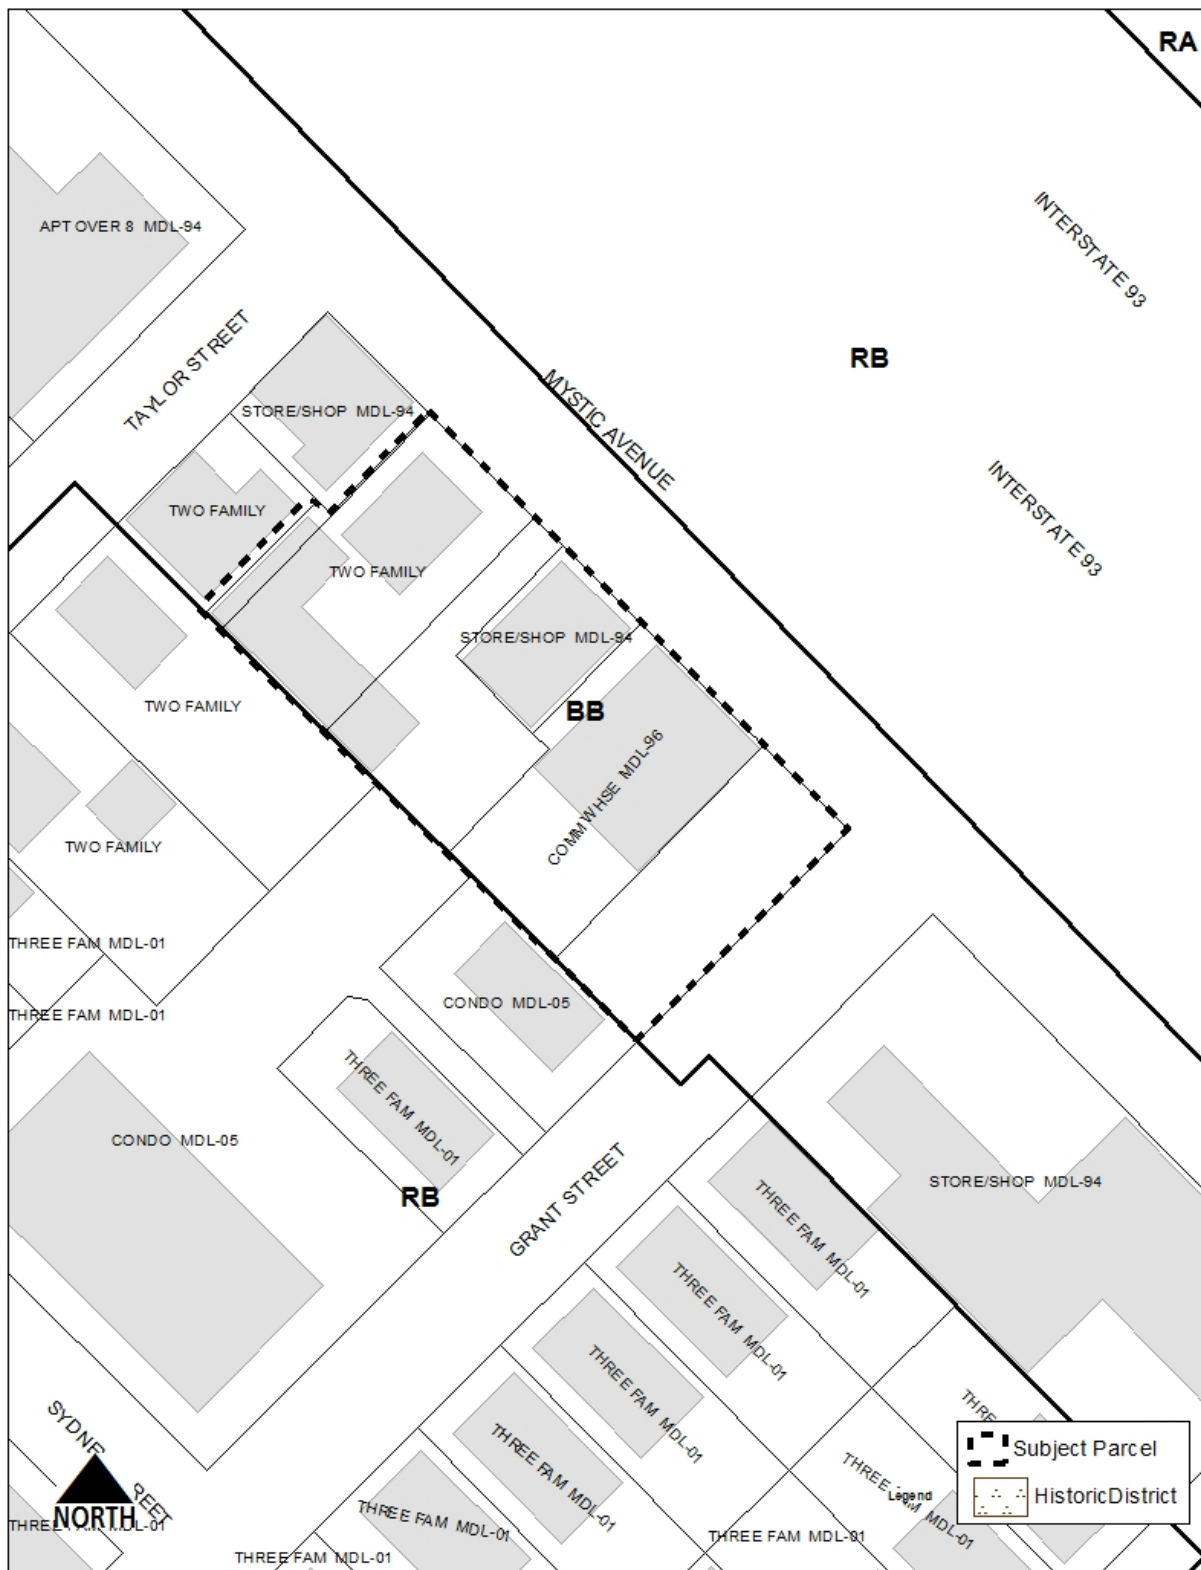 RA
INTERSTATE 93
APT OVER 8 MDL-94
TAYLOR STREET
RB
MYSTIC AVENUE
STORE/SHOP MDL-94
INTERSTATE 93
TWO FAMILY
TWO FAMILY
STORE/SHOP MDL-94
TWO FAMILY
BB
COMM WHSE MDL-96
TWO FAMILY
THREE FAM MDL-01
CONDO MDL-05
THREE FAM MDL-01
THREE FAM MDL-01
CONDO MDL-05
RB
GRANT STREET
STORE/SHOP MDL-94
THREE FAM MDL-01
THREE FAM MDL-01
THREE FAM MDL-01
THREE FAM MDL-01
THREE FAM MDL-01
THREE FAM MDL-01
THREE FAM MDL-01
NORTH
Subject Parcel
Legend
Historic District